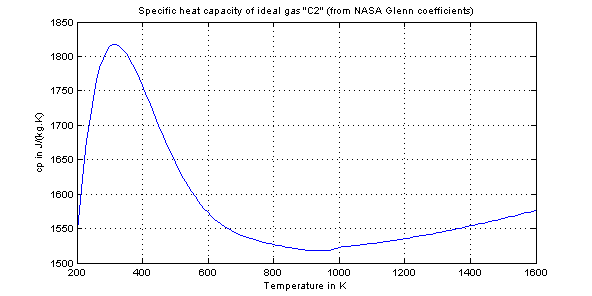 Specific heat capacity of ideal gas "C2" (from NASA Glenn coefficients)
1850
1800
1750
1700
1650
1600
1550
1500
cp in J/(kg.K)
200 400 600 800 1000 1200 1400 1600
Temperature in K